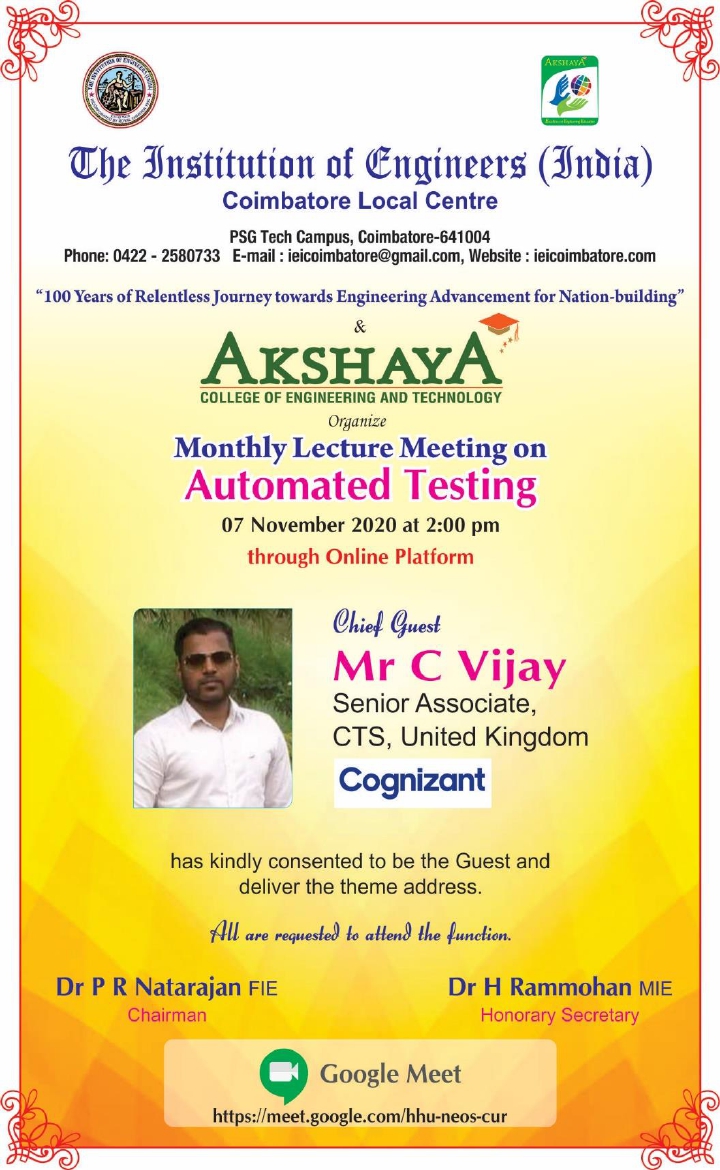 The Institution of Engineers (India)
Coimbatore Local Centre
PSG Tech Campus, Coimbatore-641004
Phone: 0422 - 2580733 E-mail : ieicoimbatore@gmail.com, Website : ieicoimbatore.com
“100 Years of Relentless Journey towards Engineering Advancement for Nation-building”
&
AKSHAYA
COLLEGE OF ENGINEERING AND TECHNOLOGY
Organize
Monthly Lecture Meeting on
Automated Testing
07 November 2020 at 2:00 pm
through Online Platform
Chief Guest
Mr C Vijay
Senior Associate,
CTS, United Kingdom
Cognizant
has kindly consented to be the Guest and
deliver the theme address.
All are requested to attend the function.
Dr P R Natarajan FIE
Chairman
Dr H Rammohan MIE
Honorary Secretary
Google Meet
https://meet.google.com/hhu-neos-cur
AKSHAYA